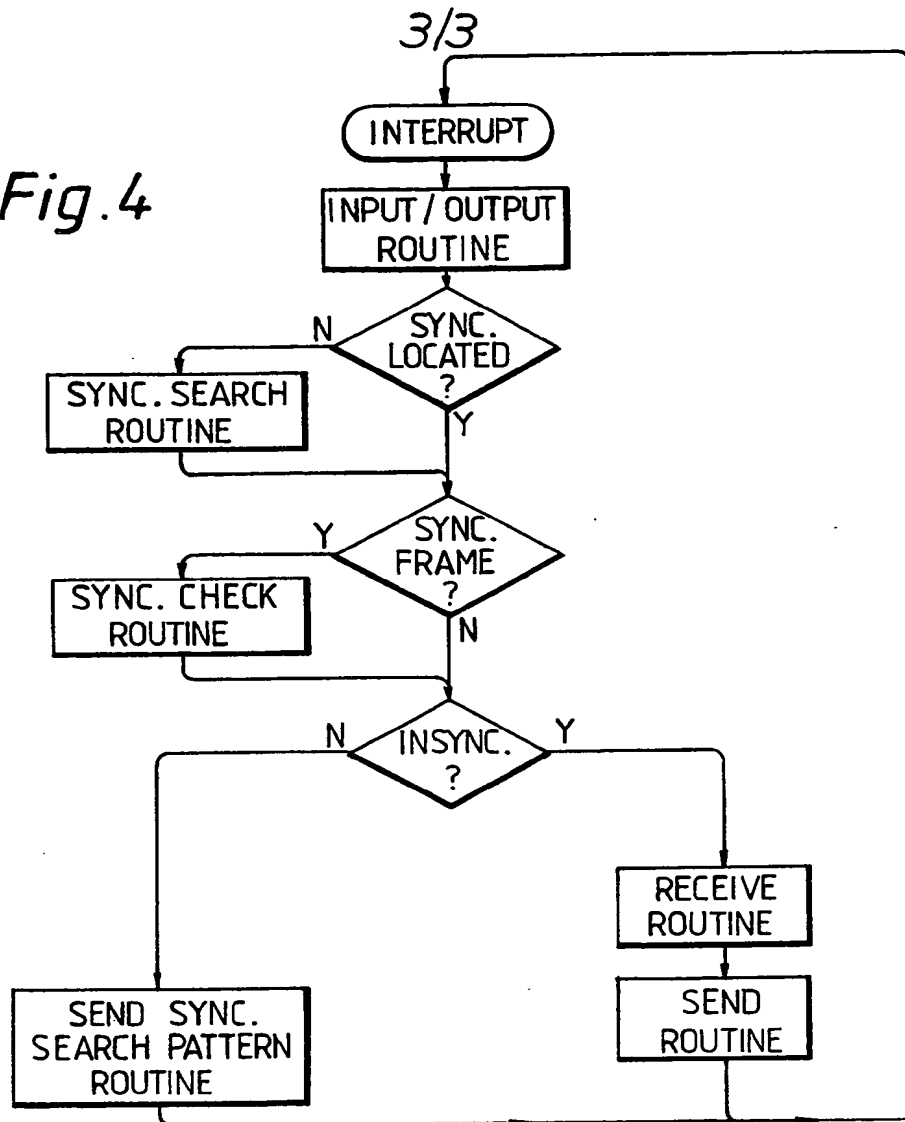 3/3
Fig.4
INTERRUPT
INPUT / OUTPUT
ROUTINE
SYNC.
LOCATED
?
N
Y
SYNC. SEARCH
ROUTINE
SYNC.
FRAME
?
Y
N
SYNC. CHECK
ROUTINE
INSYNC.
?
N
Y
RECEIVE
ROUTINE
SEND
ROUTINE
SEND SYNC.
SEARCH PATTERN
ROUTINE